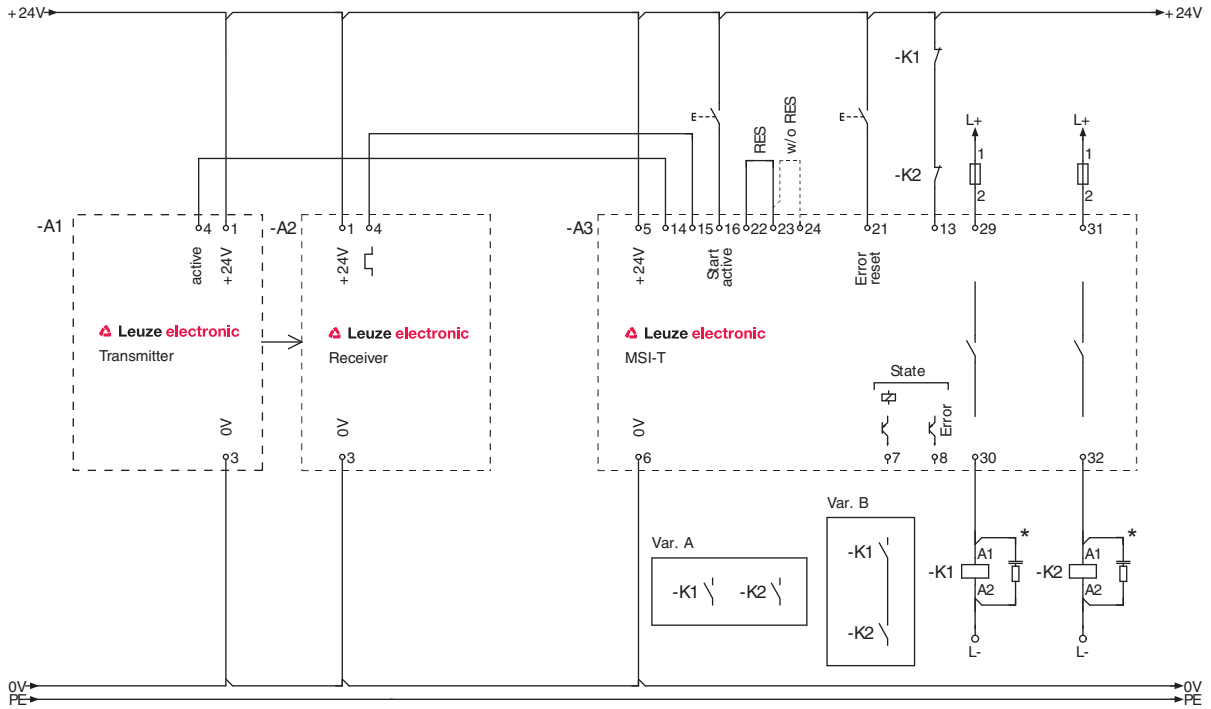 +24V +24V
-K1
L+ L+
E E
RES
w/o RES
1 1
-K2
2 2
-A1 4 1 -A2 1 4 -A3 5 14 15 16 22 23 24 21 13 29 31
active
+24V
+24V
+24V
Start active
Error reset
Leuze electronic Leuze electronic Leuze electronic
Transmitter Receiver MSI-T
State
Error
0V 0V 0V
3 3 6 7 8 30 32
Var. B
Var. A
* *
-K1 A1 A1
-K1 -K2 -K1 -K2
A2 A2
-K2
L- L-
0V 0V
PE PE